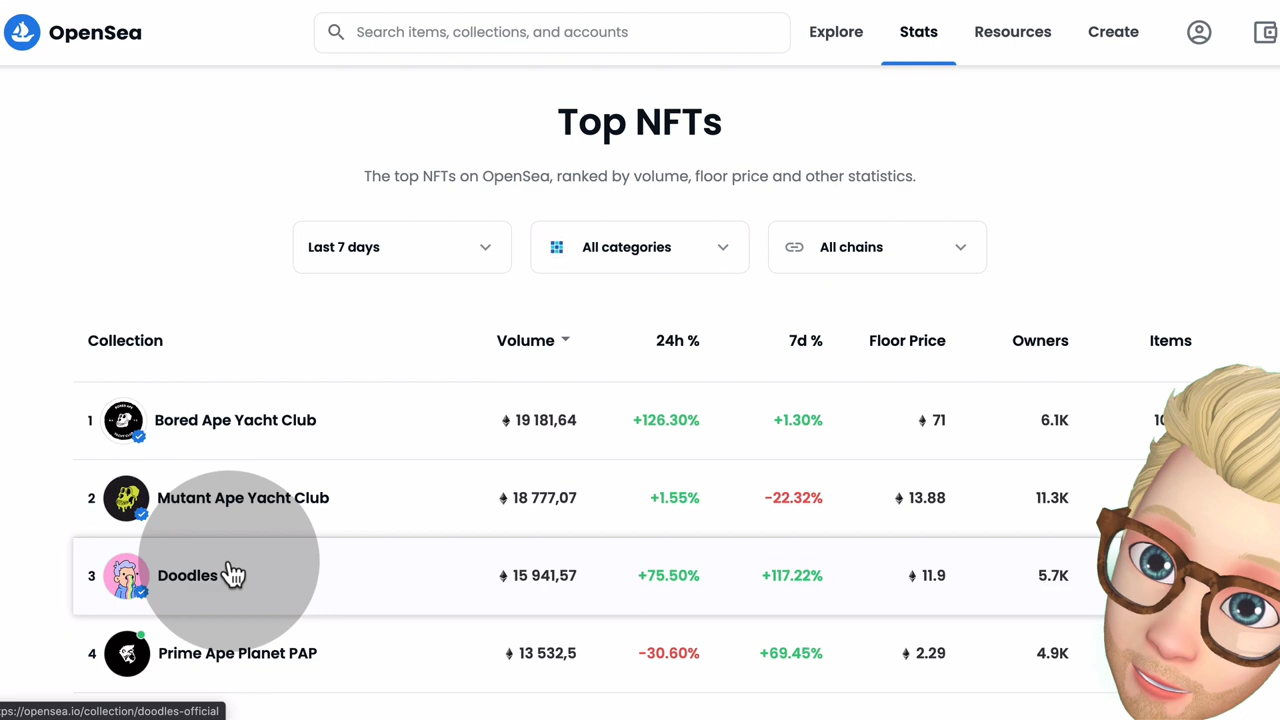 OpenSea
Search items, collections, and accounts
Explore
Stats
Resources
Create
Top NFTs
The top NFTs on OpenSea, ranked by volume, floor price and other statistics.
Last 7 days
All categories
All chains
Collection Volume 24h % 7d % Floor Price Owners Items
1 Bored Ape Yacht Club 19 181,64 +126.30% +1.30% 71 6.1K
2 Mutant Ape Yacht Club 18 777,07 +1.55% -22.32% 13.88 11.3K
3 Doodles 15 941,57 +75.50% +117.22% 11.9 5.7K
4 Prime Ape Planet PAP 13 532,5 -30.60% +69.45% 2.29 4.9K
tps://opensea.io/collection/doodles-official